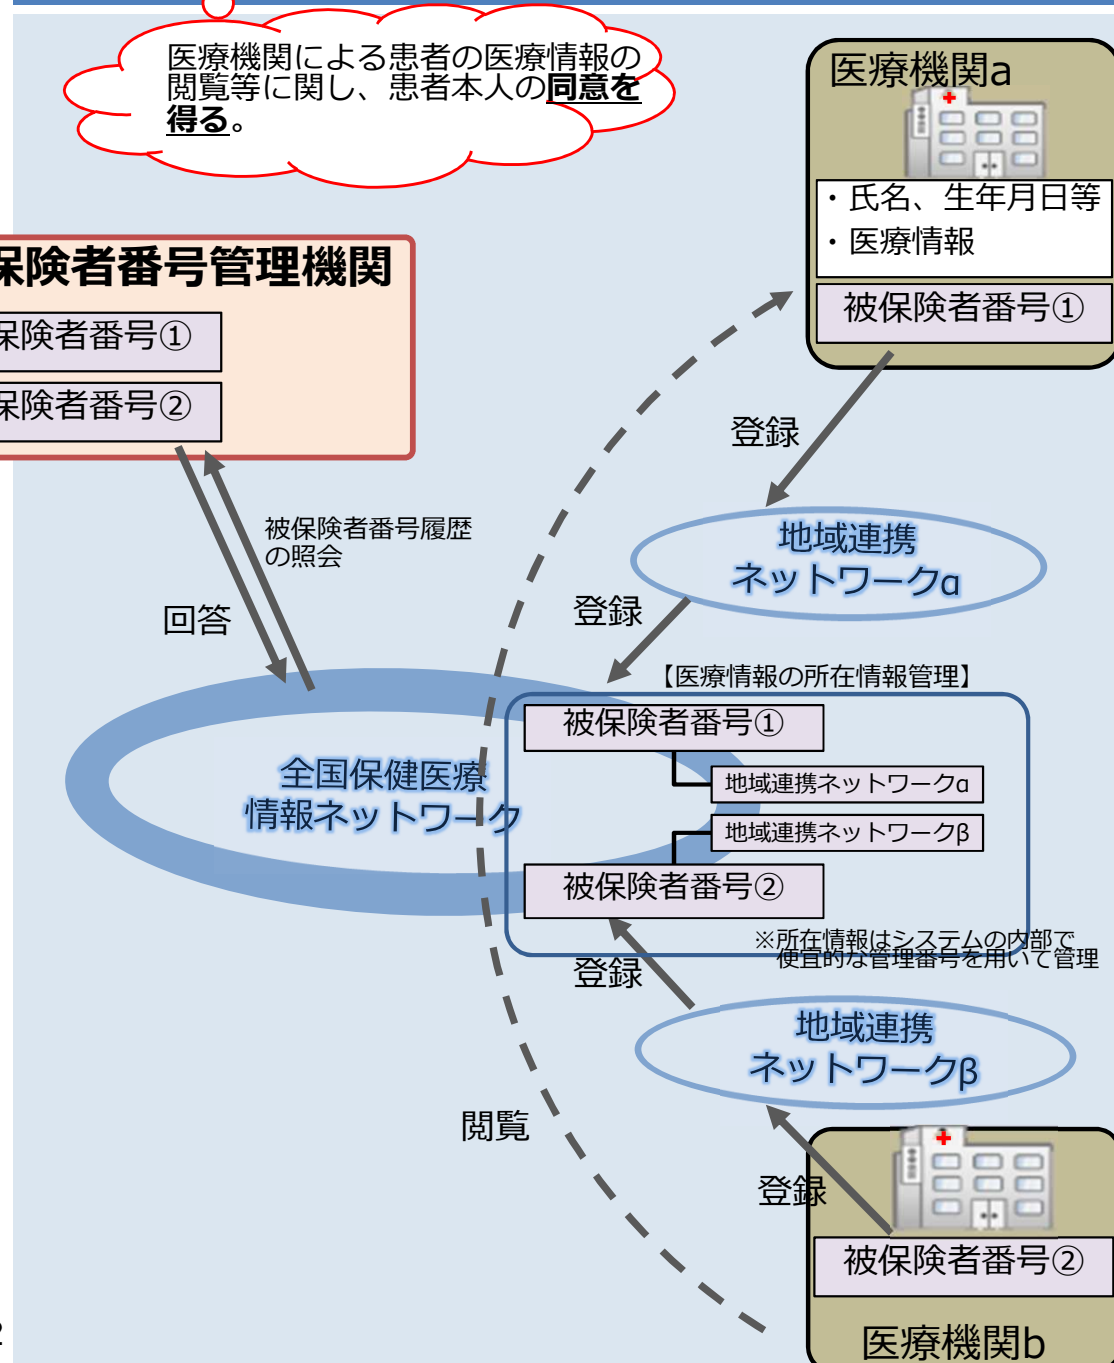 医療機関による患者の医療情報の
閲覧等に関し、患者本人の同意を
得る。
医療機関a
・氏名、生年月日等
・医療情報
被保険者番号①
保険者番号管理機関
保険者番号①
保険者番号②
登録
被保険者番号履歴
の照会
回答
地域連携
ネットワークα
登録
【医療情報の所在情報管理】
被保険者番号①
地域連携ネットワークα
全国保健医療
情報ネットワーク
地域連携ネットワークβ
被保険者番号②
※所在情報はシステムの内部で
便宜的な管理番号を用いて管理
登録
地域連携
ネットワークβ
閲覧
登録
被保険者番号②
医療機関b
2